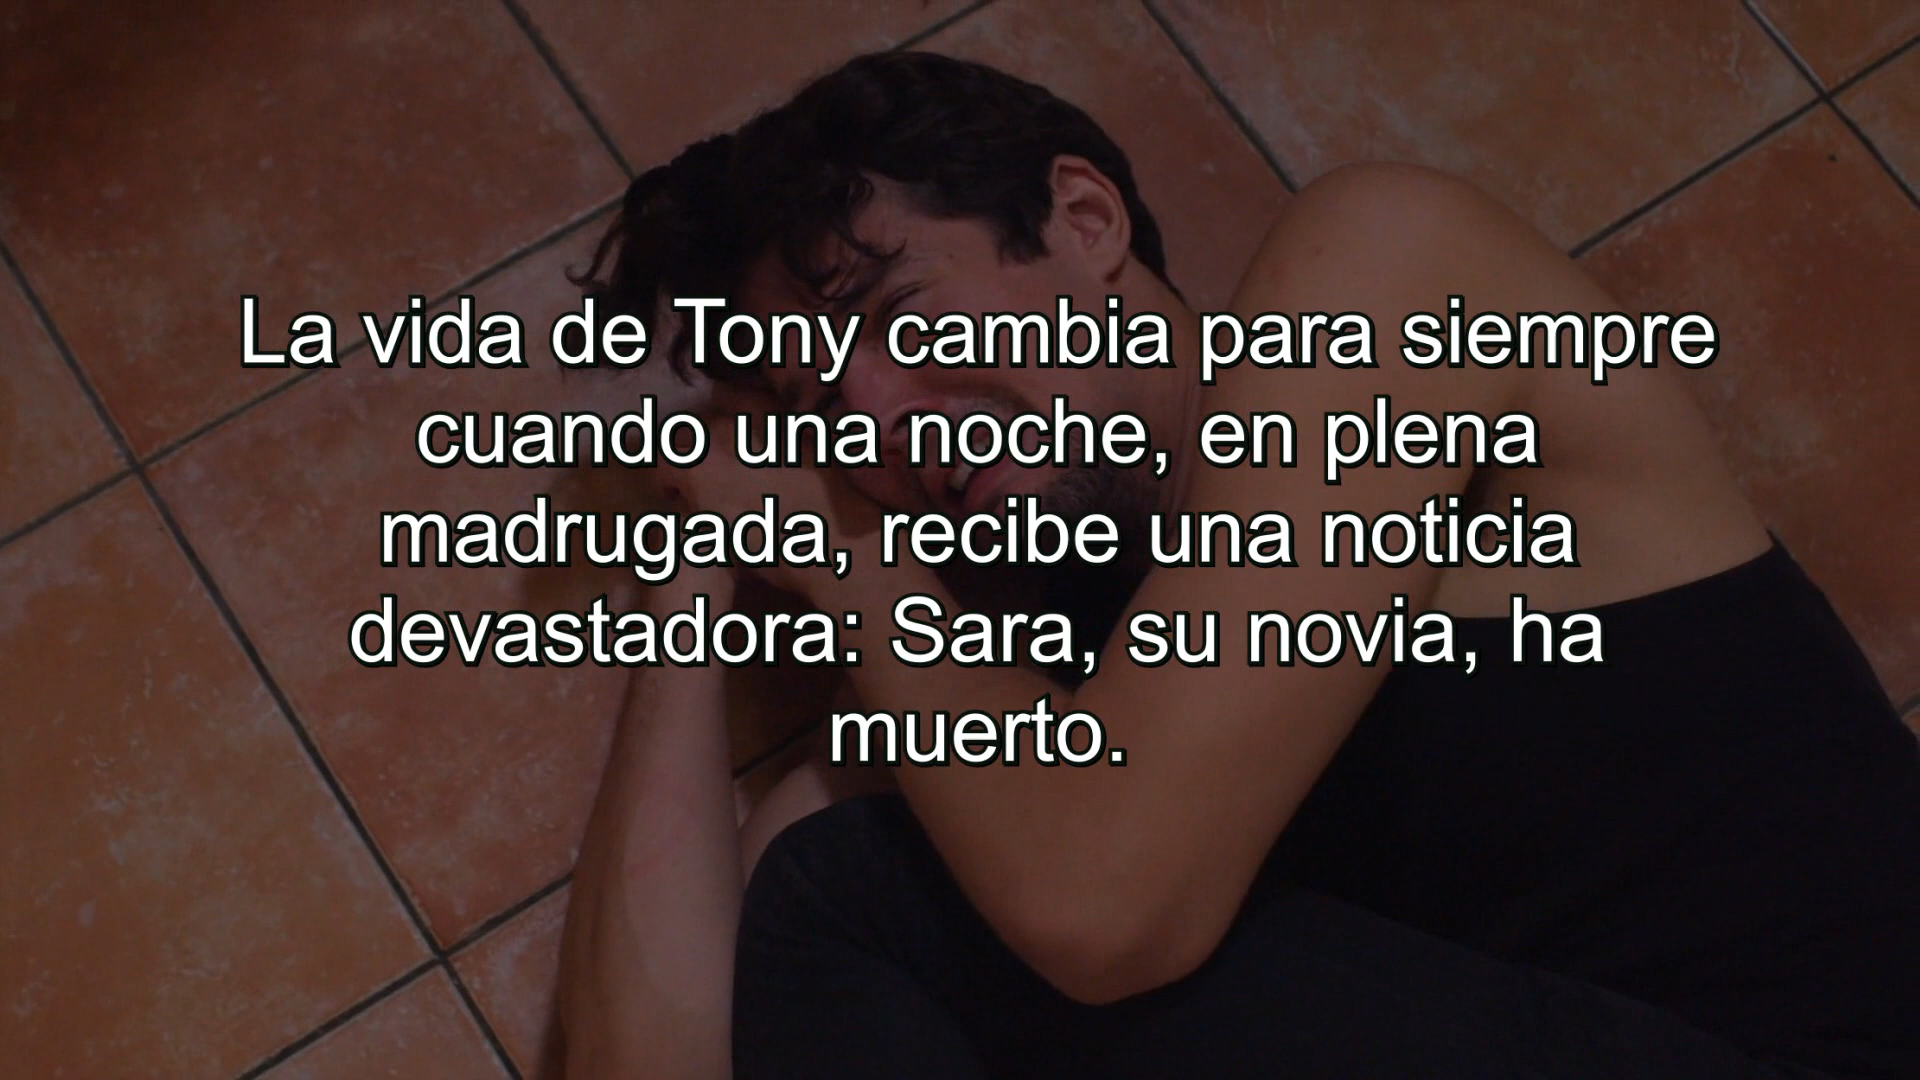 La vida de Tony cambia para siempre
cuando una noche, en plena
madrugada, recibe una noticia
devastadora: Sara, su novia, ha
muerto.